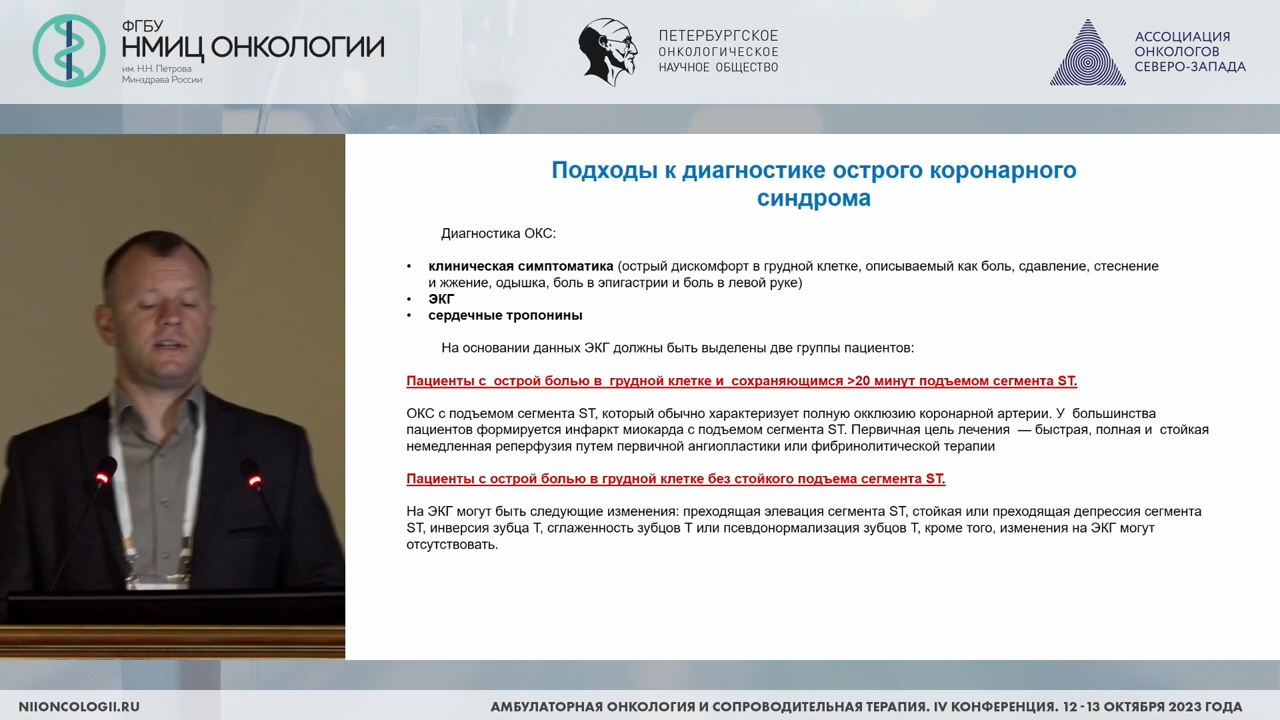 ФГБУ
НМИЦ ОНКОЛОГИИ
им. Н.Н. Петрова
Минздрава России
ПЕТЕРБУРГСКОЕ
ОНКОЛОГИЧЕСКОЕ
НАУЧНОЕ ОБЩЕСТВО
АССОЦИАЦИЯ
ОНКОЛОГОВ
СЕВЕРО-ЗАПАДА
Подходы к диагностике острого коронарного
синдрома
Диагностика ОКС:
• клиническая симптоматика (острый дискомфорт в грудной клетке, описываемый как боль, сдавление, стеснение
и жжение, одышка, боль в эпигастрии и боль в левой руке)
• ЭКГ
• сердечные тропонины
На основании данных ЭКГ должны быть выделены две группы пациентов:
Пациенты с острой болью в грудной клетке и сохраняющимся >20 минут подъемом сегмента ST.
ОКС с подъемом сегмента ST, который обычно характеризует полную окклюзию коронарной артерии. У большинства
пациентов формируется инфаркт миокарда с подъемом сегмента ST. Первичная цель лечения — быстрая, полная и стойкая
немедленная реперфузия путем первичной ангиопластики или фибринолитической терапии
Пациенты с острой болью в грудной клетке без стойкого подъема сегмента ST.
На ЭКГ могут быть следующие изменения: преходящая элевация сегмента ST, стойкая или преходящая депрессия сегмента
ST, инверсия зубца T, сглаженность зубцов T или псевдонормализация зубцов T, кроме того, изменения на ЭКГ могут
отсутствовать.
NIIONCOLOGII.RU
АМБУЛАТОРНАЯ ОНКОЛОГИЯ И СОПРОВОДИТЕЛЬНАЯ ТЕРАПИЯ. IV КОНФЕРЕНЦИЯ. 12 - 13 ОКТЯБРЯ 2023 ГОДА